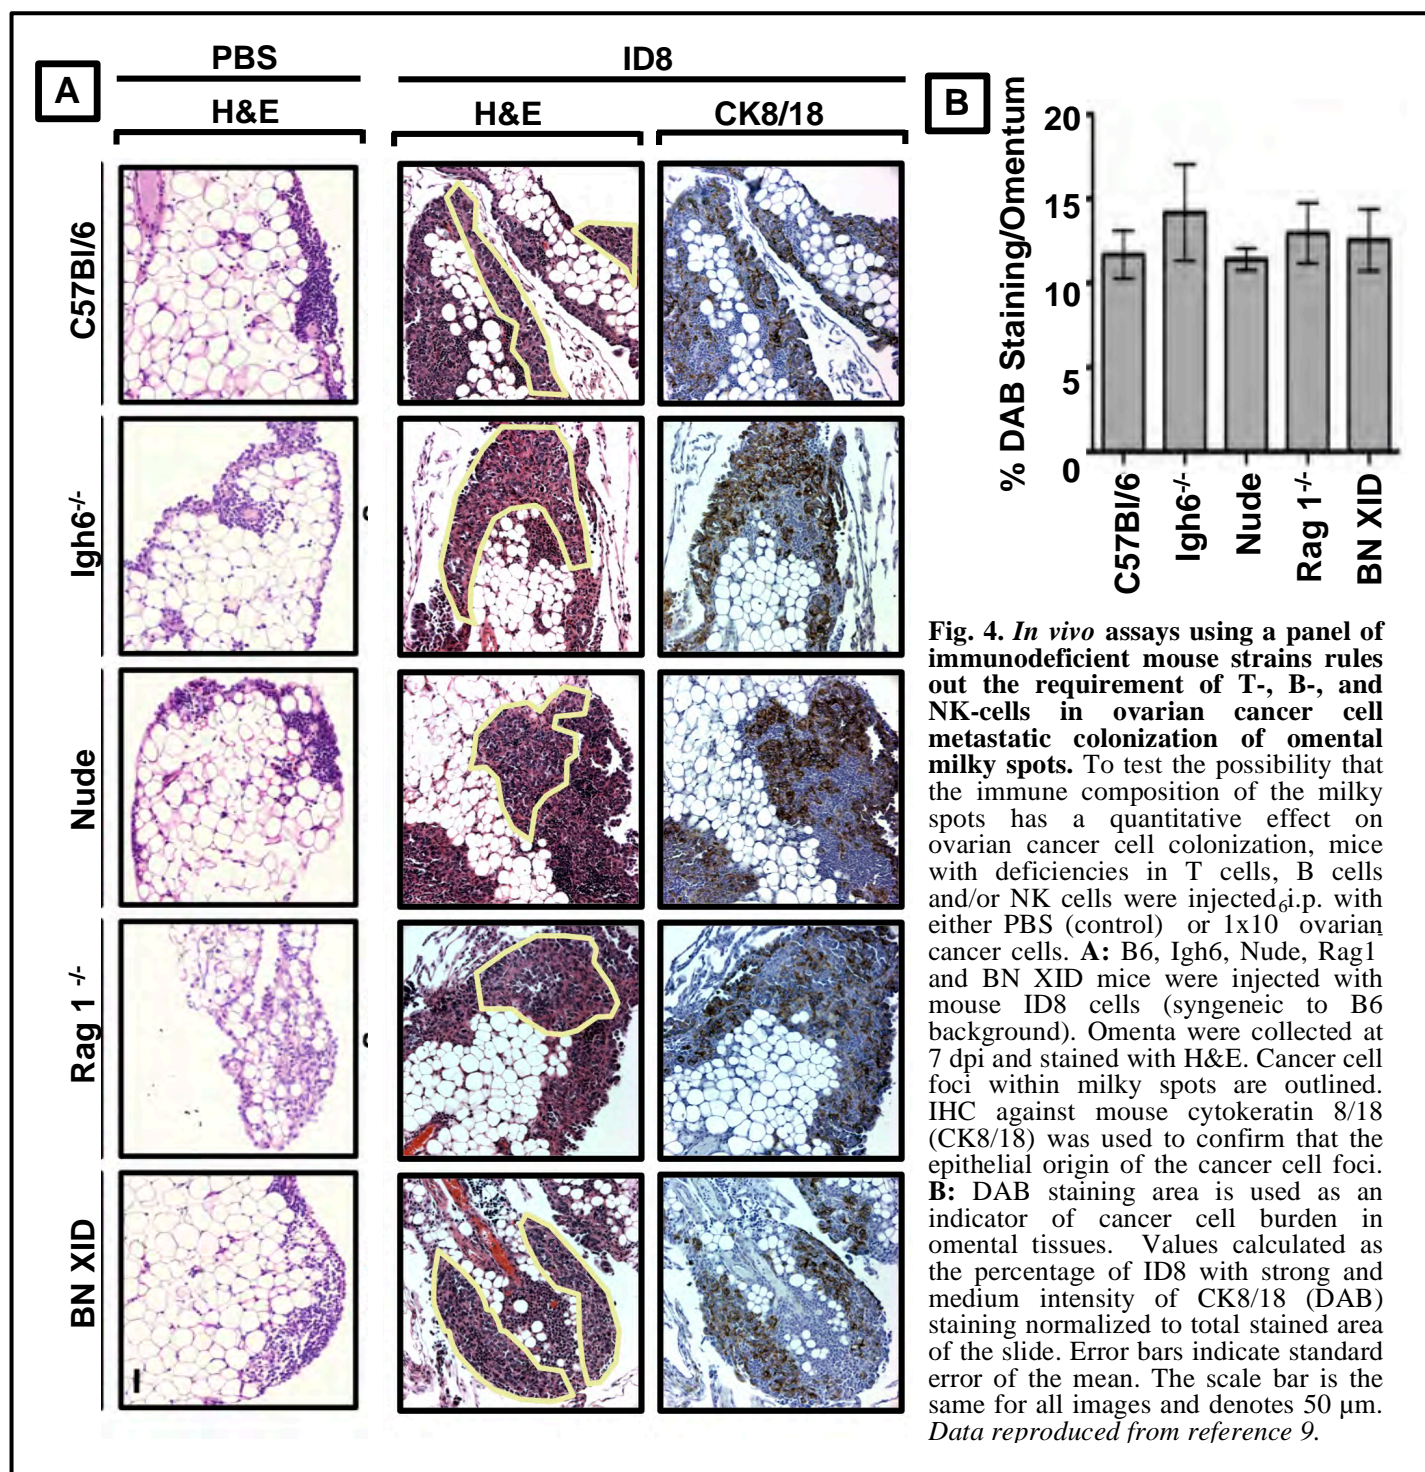 PBS
ID8
A
H&E
H&E
CK8/18
C57Bl/6
Igh6-/-
Nude
Rag 1 -/-
BN XID
B
% DAB Staining/Omentum
20
15
10
5
0
C57Bl/6
Igh6-/-
Nude
Rag 1-/-
BN XID
Fig. 4. In vivo assays using a panel of
immunodeficient mouse strains rules
out the requirement of T-, B-, and
NK-cells in ovarian cancer cell
metastatic colonization of omental
milky spots. To test the possibility that
the immune composition of the milky
spots has a quantitative effect on
ovarian cancer cell colonization, mice
with deficiencies in T cells, B cells
and/or NK cells were injected i.p. with
either PBS (control) or 1x10 6 ovarian
cancer cells. A: B6, Igh6, Nude, Rag1
and BN XID mice were injected with
mouse ID8 cells (syngeneic to B6
background). Omenta were collected at
7 dpi and stained with H&E. Cancer cell
foci within milky spots are outlined.
IHC against mouse cytokeratin 8/18
(CK8/18) was used to confirm that the
epithelial origin of the cancer cell foci.
B: DAB staining area is used as an
indicator of cancer cell burden in
omental tissues. Values calculated as
the percentage of ID8 with strong and
medium intensity of CK8/18 (DAB)
staining normalized to total stained area
of the slide. Error bars indicate standard
error of the mean. The scale bar is the
same for all images and denotes 50 µm.
Data reproduced from reference 9.